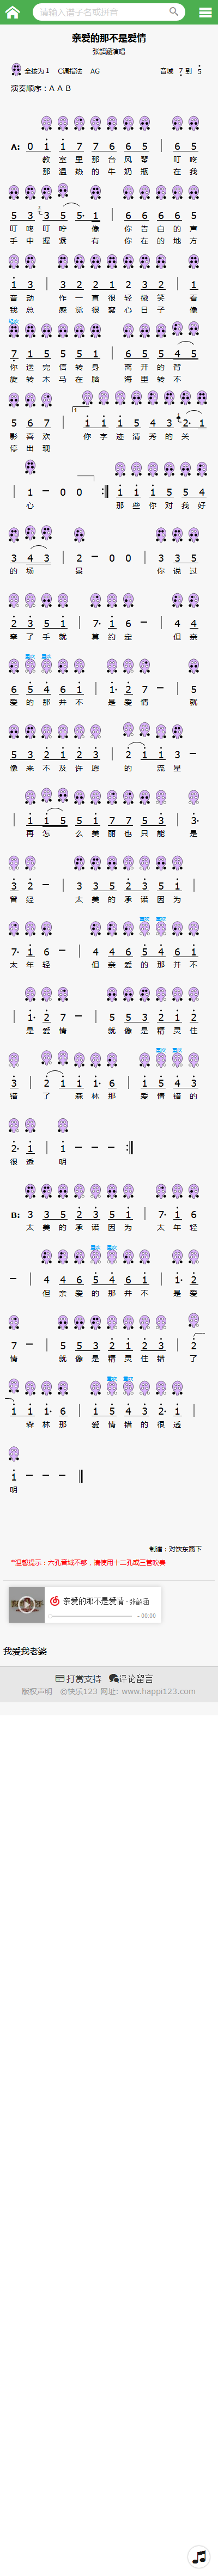 请输入谱子名或拼音
亲爱的那不是爱情
张韶涵演唱
全按为 1 C调指法 AG 音域 7 到 5
演奏顺序：A A B
A: 0 1 1 7 7 6 6 5 | 6 5
教 室 里 那 台 风 琴 叮 咚
那 温 热 的 牛 奶 瓶 在 我
5 3 3 5 5· 1 | 6 6 6 6 5
叮 咚 叮 咛 你 告 白 的 声
手 中 握 紧 有 你 在 的 地 方
1 3 | 3 2 2 1 2 3 2 | 1
音 动 作 一 直 很 轻 微 笑 看
我 总 感 觉 很 窝 心 日 子 像
7 1 5 5 5 1 | 6 5 5 4 5
你 送 完 信 转 身 离 开 的 背
旋 转 木 马 在 脑 海 里 转 不
5 6 7 | 1 1 1 5 4 3 2· 1
影 喜 欢 你 字 迹 清 秀 的 关
停 出 现
| 1 - 0 0 :| 1 1 1 5 5 4
心 那 些 你 对 我 好
3 4 3 | 2 - 0 0 | 3 3 5
的 场 景 你 说 过
2 3 5 1 | 7· 1 6 - | 4 4
牵 了 手 就 算 约 定 但 亲
6 5 4 6 1 | 1· 2 7 - | 5
爱 的 那 并 不 是 爱 情 就
5 3 2 1 2 3 | 2 1 1 3 -
像 来 不 及 许 愿 的 流 星
| 1 1 5 5 1 7 7 5 3 | 3·
再 怎 么 美 丽 也 只 能 是
3 2 - | 3 3 5 2 3 5 1 |
曾 经 太 美 的 承 诺 因 为
7· 1 6 - | 4 4 6 5 4 6 1
太 年 轻 但 亲 爱 的 那 并 不
| 1· 2 7 - | 5 5 3 2 1 2
是 爱 情 就 像 是 精 灵 住
3 | 2 1 1 1· 6 | 1 5 4 3
错 了 森 林 那 爱 情 错 的
2· 1 | 1 - - - :|
很 透 明
B: 3 3 5 2 3 5 1 | 7· 1 6
太 美 的 承 诺 因 为 太 年 轻
- | 4 4 6 5 4 6 1 | 1· 2
但 亲 爱 的 那 并 不 是 爱
7 - | 5 5 3 2 1 2 3 | 2
情 就 像 是 精 灵 住 错 了
1 1 1· 6 | 1 5 4 3 2· 1 |
森 林 那 爱 情 错 的 很 透
1 - - -
明
制谱：对饮东篱下
*温馨提示：六孔音域不够，请使用十二孔或三管吹奏
亲爱的那不是爱情 - 张韶涵
- 00:00
我爱我老婆
打赏支持 评论留言
版权声明 ©快乐123 网址: www.happi123.com